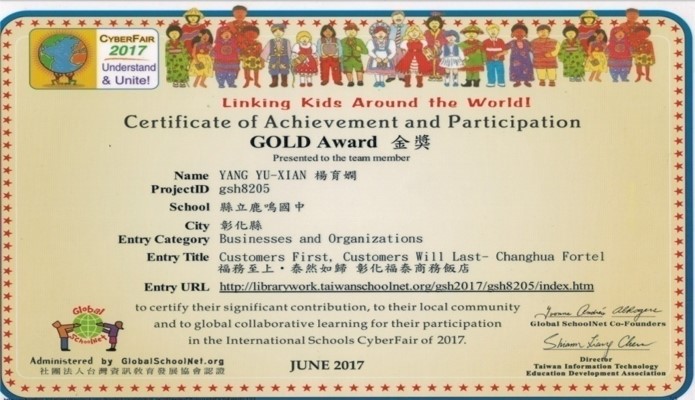 CYBERFAIR
2017
Understand
& Unite!
Linking Kids Around the World!
Certificate of Achievement and Participation
GOLD Award 金獎
Presented to the team member
Name YANG YU-XIAN 楊育嫻
ProjectID gsh8205
School 縣立鹿鳴國中
City 彰化縣
Entry Category Businesses and Organizations
Entry Title Customers First, Customers Will Last- Changhua Fortel
福務至上·泰然如歸 彰化福泰商務飯店
Entry URL http://librarywork.taiwanschoolnet.org/gsh2017/gsh8205/index.htm
to certify their significant contribution, to their local community
and to global collaborative learning for their participation
in the International Schools CyberFair of 2017.
Global
SchoolNet
Global SchoolNet Co-Founders
Administered by GlobalSchoolNet.org
社團法人台灣資訊教育發展協會認證
JUNE 2017
Director
Taiwan Information Technology
Education Development Association